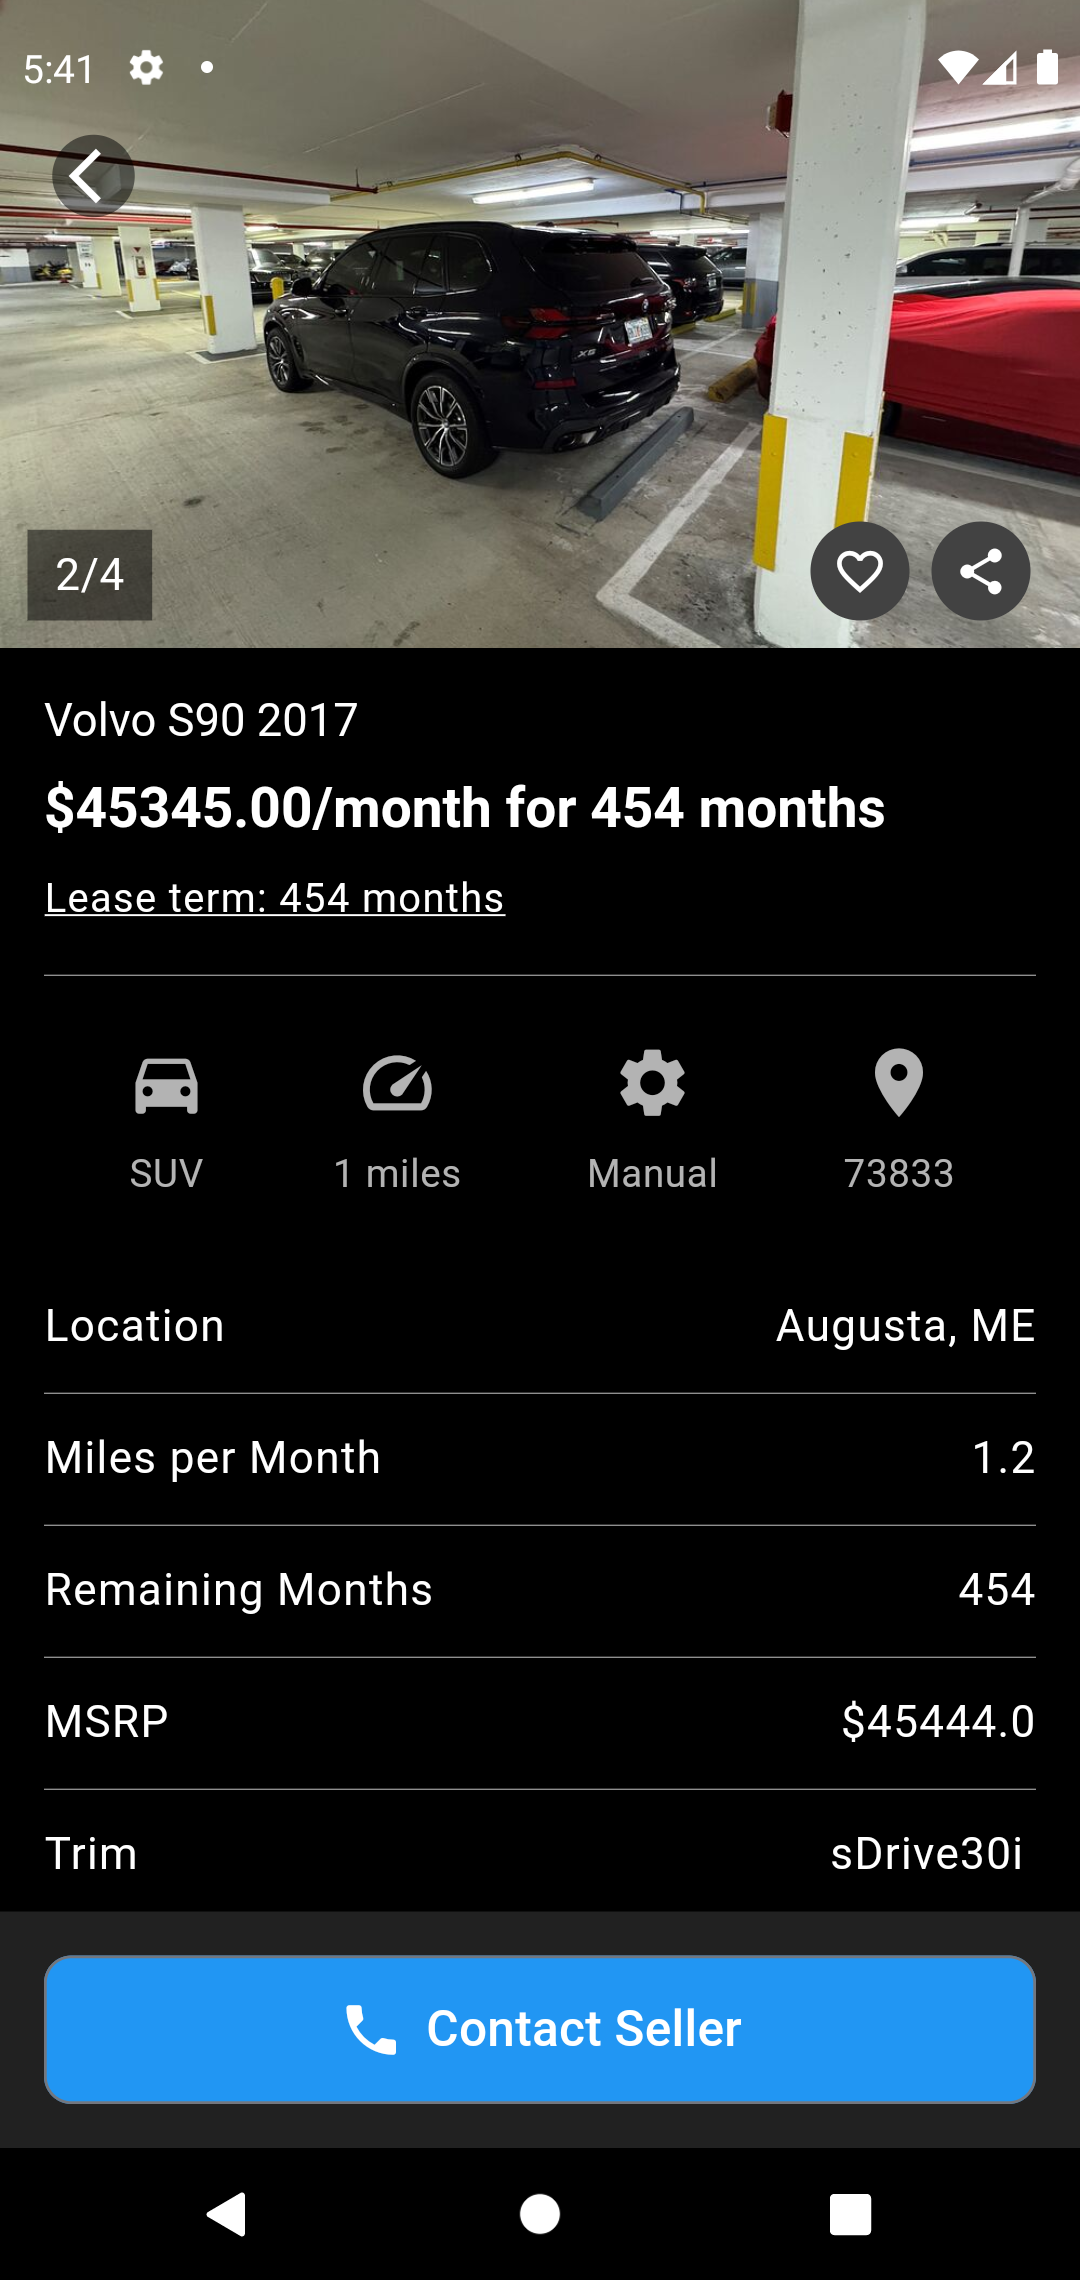 5:41
2/4
Volvo S90 2017
$45345.00/month for 454 months
Lease term: 454 months
SUV
1 miles
Manual
73833
Location
Augusta, ME
Miles per Month
1.2
Remaining Months
454
MSRP
$45444.0
Trim
sDrive30i
Contact Seller